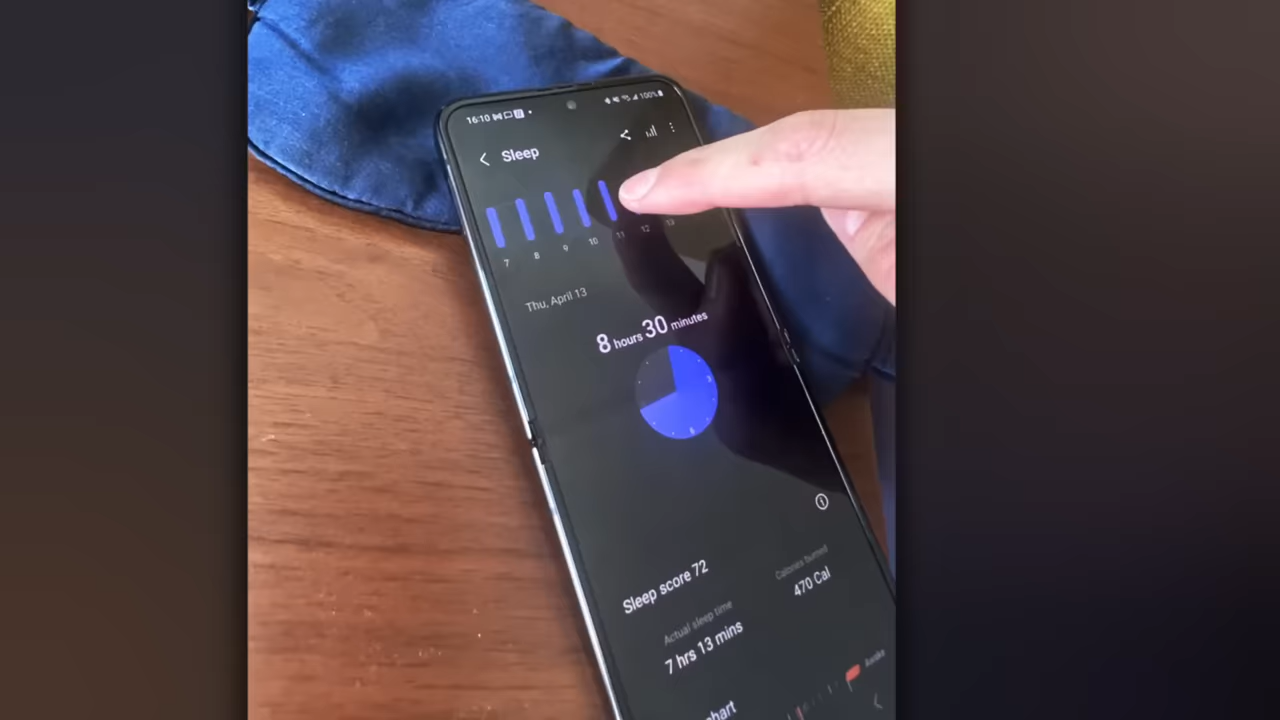 16:10
100%
Sleep
7 8 9 10 11 12 13
Thu, April 13
8 hours 30 minutes
Sleep score 72
Actual sleep time
7 hrs 13 mins
Calories burned
470 Cal
chart
Awake